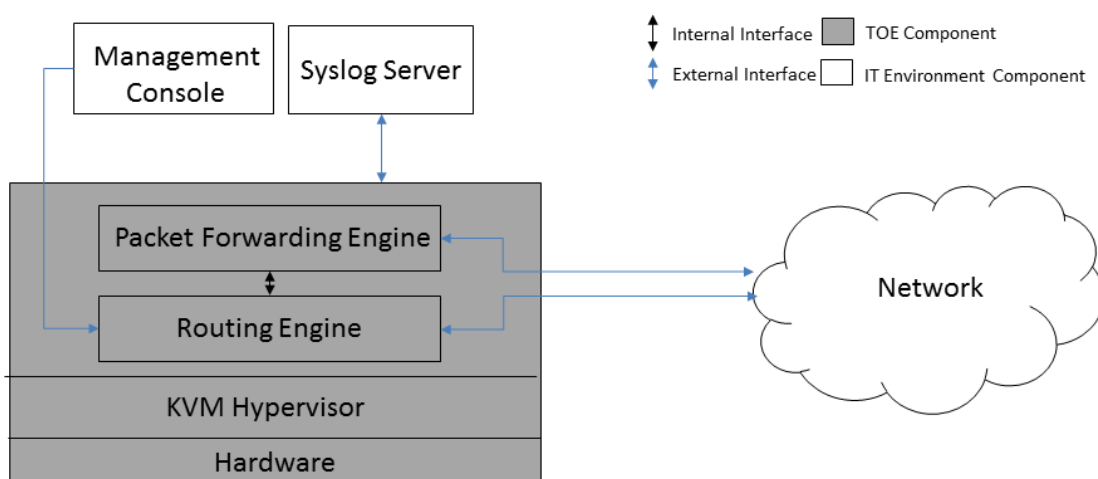 Management
Console
Syslog Server
Internal Interface
TOE Component
External Interface
IT Environment Component
Packet Forwarding Engine
Routing Engine
Network
KVM Hypervisor
Hardware